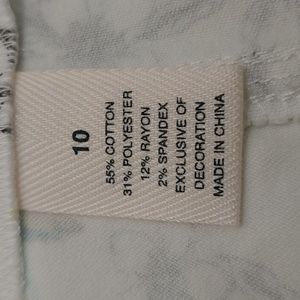 10
55% COTTON
31% POLYESTER
12% RAYON
2% SPANDEX
EXCLUSIVE OF
DECORATION
MADE IN CHINA